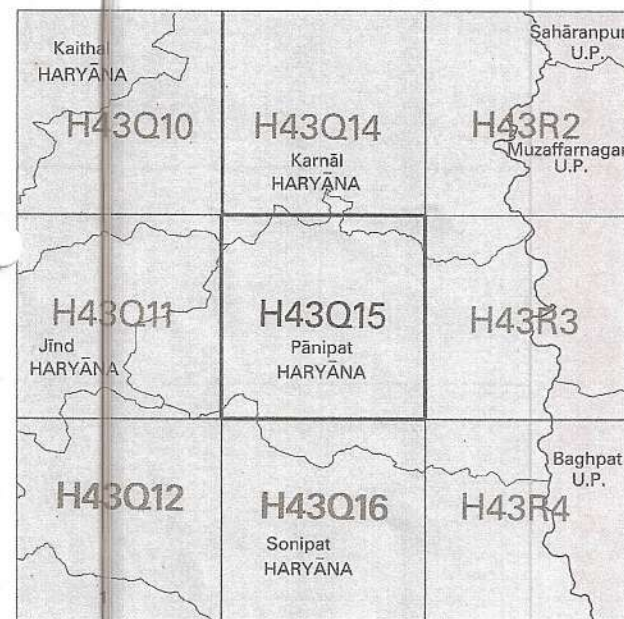 Kaithal
HARYĀNA
H43Q10
H43Q14
Karnāl
HARYĀNA
Sahāranpur
U.P.
H43R2
Muzaffarnagar
U.P.
H43Q11
Jīnd
HARYĀNA
H43Q15
Pānipat
HARYĀNA
H43R3
H43Q12
H43Q16
Sonipat
HARYĀNA
Baghpat
U.P.
H43R4